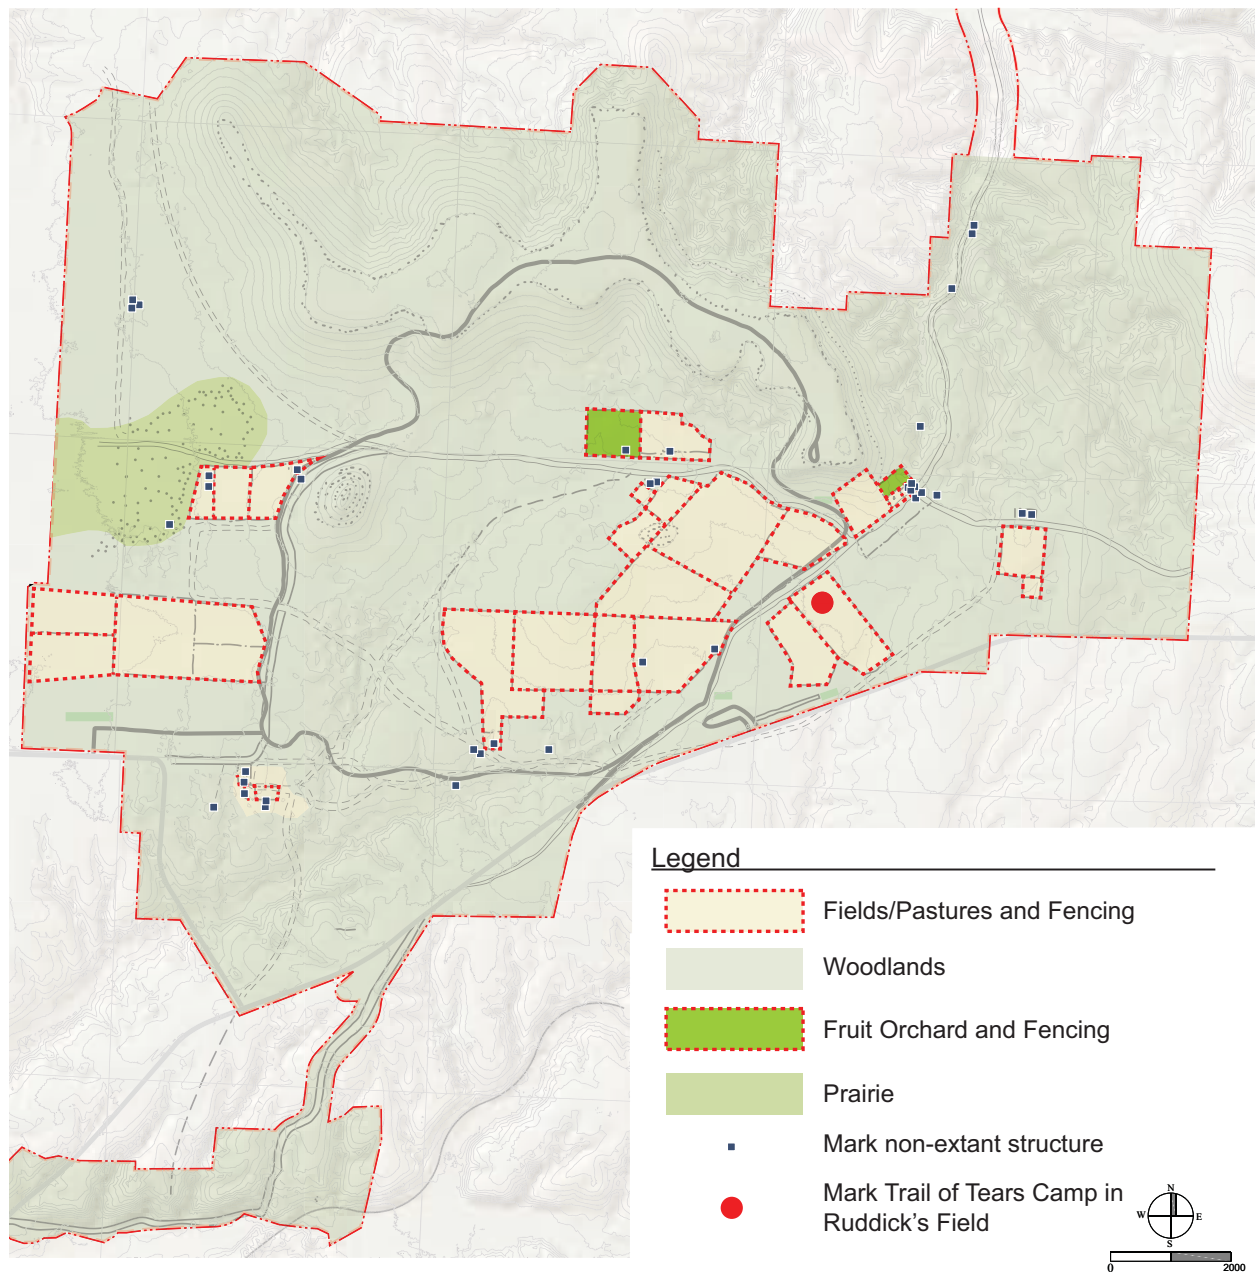 Legend
Fields/Pastures and Fencing
Woodlands
Fruit Orchard and Fencing
Prairie
Mark non-extant structure
Mark Trail of Tears Camp in
Ruddick's Field
N
W E
S
0 2000